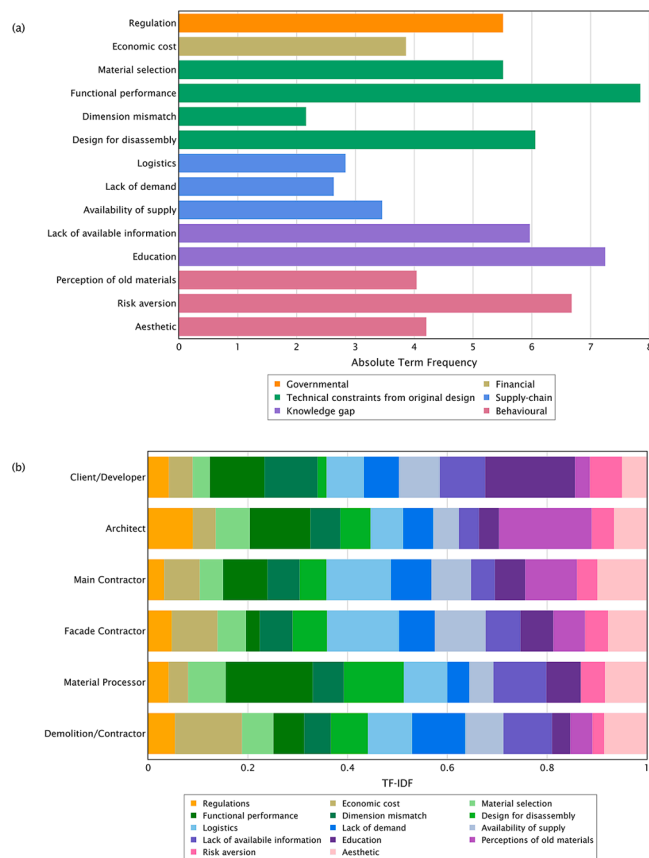 (a)
Regulation
Economic cost
Material selection
Functional performance
Dimension mismatch
Design for disassembly
Logistics
Lack of demand
Availability of supply
Lack of available information
Education
Perception of old materials
Risk aversion
Aesthetic
0 1 2 3 4 5 6 7 8
Absolute Term Frequency
Governmental Financial
Technical constraints from original design Supply-chain
Knowledge gap Behavioural
(b)
Client/Developer
Architect
Main Contractor
Facade Contractor
Material Processor
Demolition/Contractor
0 0.2 0.4 0.6 0.8 1
TF-IDF
Regulations Economic cost Material selection
Functional performance Dimension mismatch Design for disassembly
Logistics Lack of demand Availability of supply
Lack of availabile information Education Perceptions of old materials
Risk aversion Aesthetic